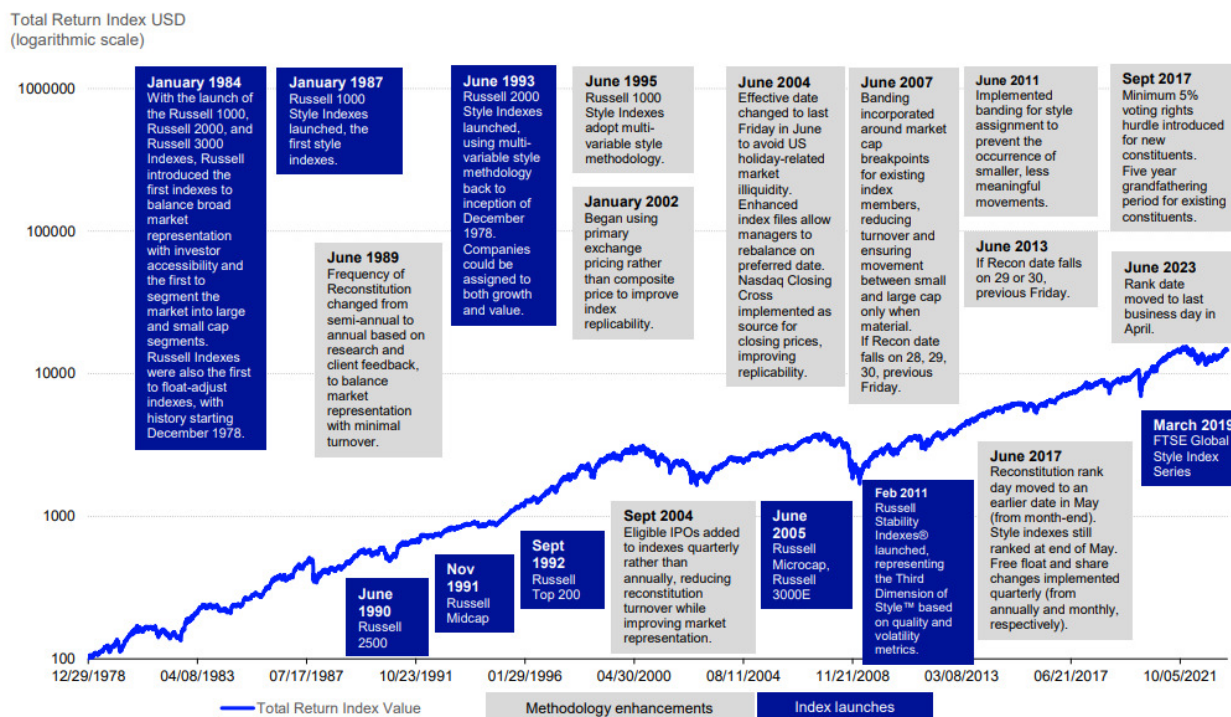 Total Return Index USD
(logarithmic scale)
1000000
100000
10000
1000
100
January 1984
With the launch of
the Russell 1000,
Russell 2000, and
Russell 3000
Indexes, Russell
introduced the
first indexes to
balance broad
market
representation
with investor
accessibility and
the first to
segment the
market into large
and small cap
segments.
Russell Indexes
were also the first
to float-adjust
indexes, with
history starting
December 1978.
January 1987
Russell 1000
Style Indexes
launched, the
first style
indexes.
June 1989
Frequency of
Reconstitution
changed from
semi-annual to
annual based on
research and
client feedback,
to balance
market
representation
with minimal
turnover.
June 1993
Russell 2000
Style Indexes
launched,
using multi-
variable style
methdology
back to
inception of
December
1978.
Companies
could be
assigned to
both growth
and value.
June 1995
Russell 1000
Style Indexes
adopt multi-
variable style
methodology.
January 2002
Began using
primary
exchange
pricing rather
than composite
price to improve
index
replicability.
June 2004
Effective date
changed to last
Friday in June
to avoid US
holiday-related
market
illiquidity.
Enhanced
index files allow
managers to
rebalance on
preferred date.
Nasdaq Closing
Cross
implemented as
source for
closing prices,
improving
replicability.
June 2007
Banding
incorporated
around market
cap
breakpoints
for existing
index
members,
reducing
turnover and
ensuring
movement
between small
and large cap
only when
material.
If Recon date
falls on 28, 29,
30, previous
Friday.
June 2011
Implemented
banding for style
assignment to
prevent the
occurrence of
smaller, less
meaningful
movements.
June 2013
If Recon date falls
on 29 or 30,
previous Friday.
Sept 2017
Minimum 5%
voting rights
hurdle introduced
for new
constituents.
Five year
grandfathering
period for existing
constituents.
June 2023
Rank date
moved to last
business day in
April.
June
1990
Russell
2500
Nov
1991
Russell
Midcap
Sept
1992
Russell
Top 200
Sept 2004
Eligible IPOs added
to indexes quarterly
rather than
annually, reducing
reconstitution
turnover while
improving market
representation.
June
2005
Russell
Microcap,
Russell
3000E
Feb 2011
Russell
Stability
Indexes®
launched,
representing
the Third
Dimension of
Style™ based
on quality and
volatility
metrics.
June 2017
Reconstitution rank
day moved to an
earlier date in May
(from month-end).
Style indexes still
ranked at end of May.
Free float and share
changes implemented
quarterly (from
annually and monthly,
respectively).
March 2019
FTSE Global
Style Index
Series
12/29/1978 04/08/1983 07/17/1987 10/23/1991 01/29/1996 04/30/2000 08/11/2004 11/21/2008 03/08/2013 06/21/2017 10/05/2021
Total Return Index Value Methodology enhancements Index launches